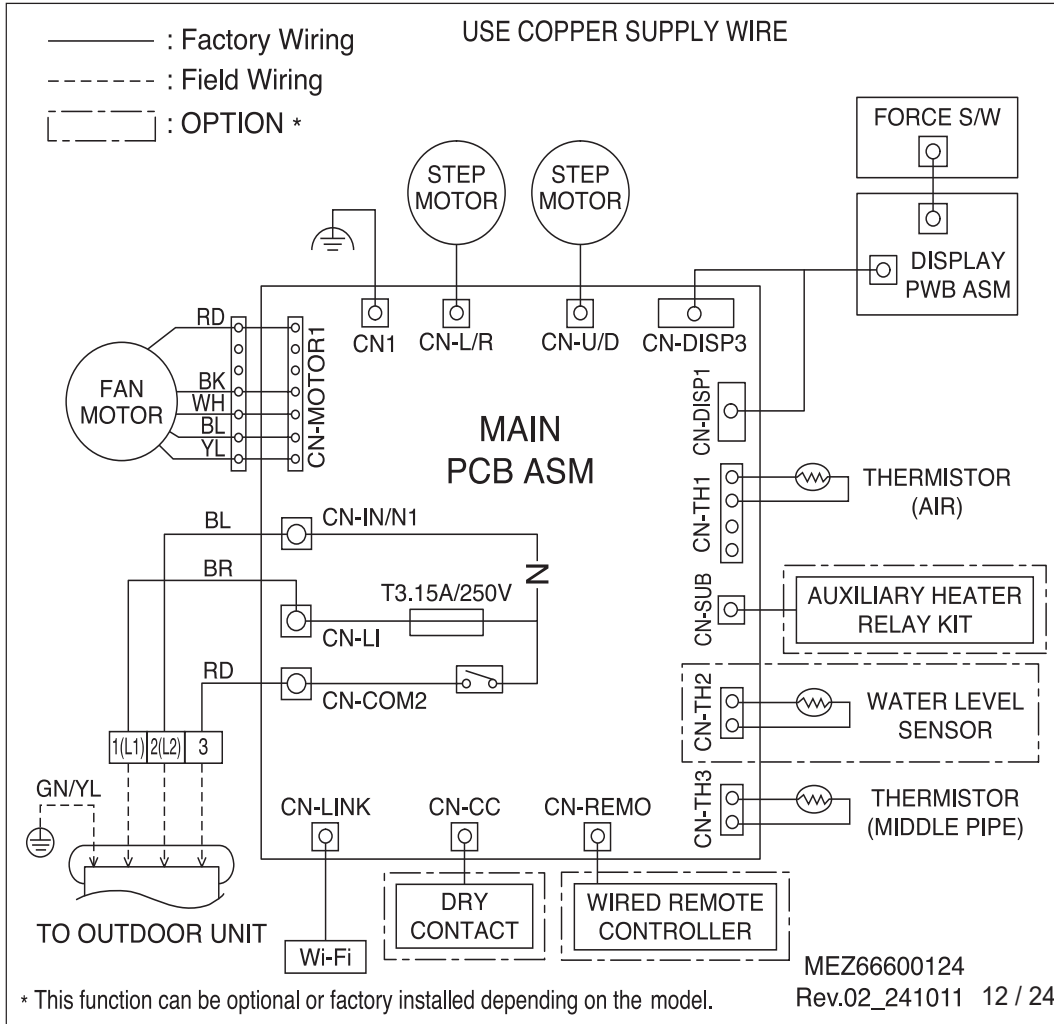 USE COPPER SUPPLY WIRE
: Factory Wiring
: Field Wiring
: OPTION *
FORCE S/W
STEP
MOTOR
STEP
MOTOR
DISPLAY
PWB ASM
CN1
CN-L/R
CN-U/D
CN-DISP3
RD
BK
WH
BL
YL
FAN
MOTOR
CN-MOTOR1
CN-DISP1
MAIN
PCB ASM
CN-TH1
THERMISTOR
(AIR)
BL
CN-IN/N1
BR
T3.15A/250V
N
CN-LI
CN-SUB
AUXILIARY HEATER
RELAY KIT
RD
CN-COM2
CN-TH2
WATER LEVEL
SENSOR
1(L1) 2(L2) 3
GN/YL
CN-TH3
THERMISTOR
(MIDDLE PIPE)
CN-LINK
CN-CC
CN-REMO
TO OUTDOOR UNIT
Wi-Fi
DRY
CONTACT
WIRED REMOTE
CONTROLLER
MEZ66600124
* This function can be optional or factory installed depending on the model.
Rev.02_241011 12 / 24